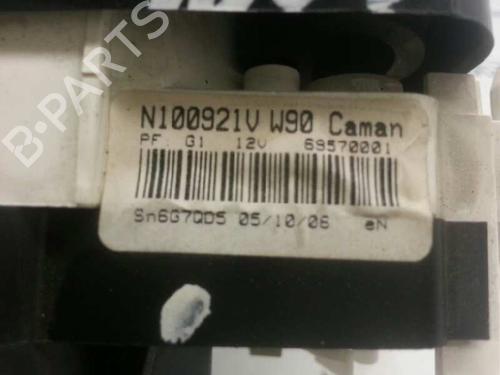 B-PARTS
N100921V W90 Caman
PF. G1 12V 69570001
Sn6G7QD5 05/10/06 eN